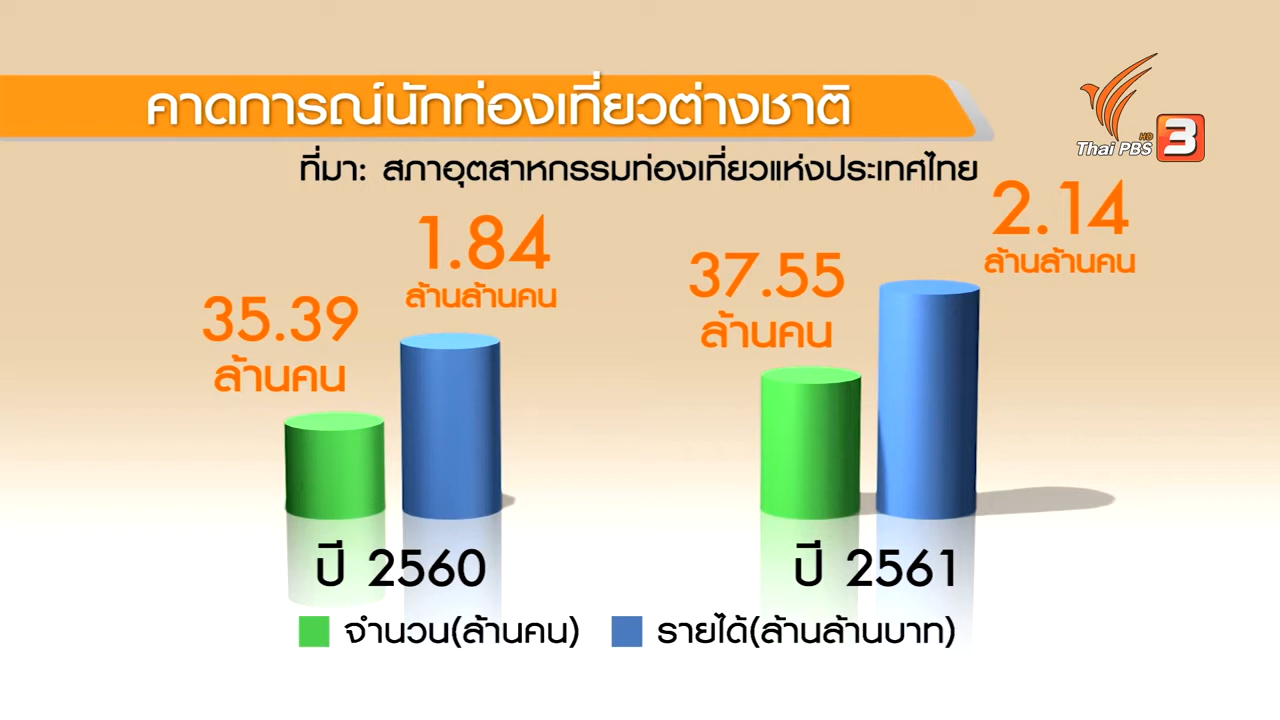 คาดการณ์นักท่องเที่ยวต่างชาติ
HD
Thai PBS 3
ที่มา: สภาอุตสาหกรรมท่องเที่ยวแห่งประเทศไทย
35.39
ล้านคน
1.84
ล้านล้านคน
37.55
ล้านคน
2.14
ล้านล้านคน
ปี 2560
ปี 2561
จำนวน(ล้านคน)
รายได้(ล้านล้านบาท)